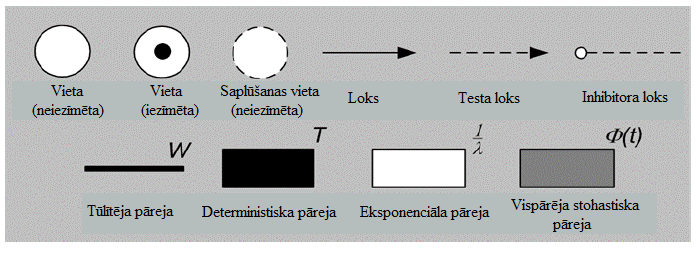 Vieta
(neiezīmēta)
Vieta
(iezīmēta)
Saplūšanas vieta
(neiezīmēta)
Loks
Testa loks
Inhibitora loks
W
T
1
λ
Φ(t)
Tūlītēja pāreja
Deterministiska pāreja
Eksponenciāla pāreja
Vispārēja stohastiska
pāreja